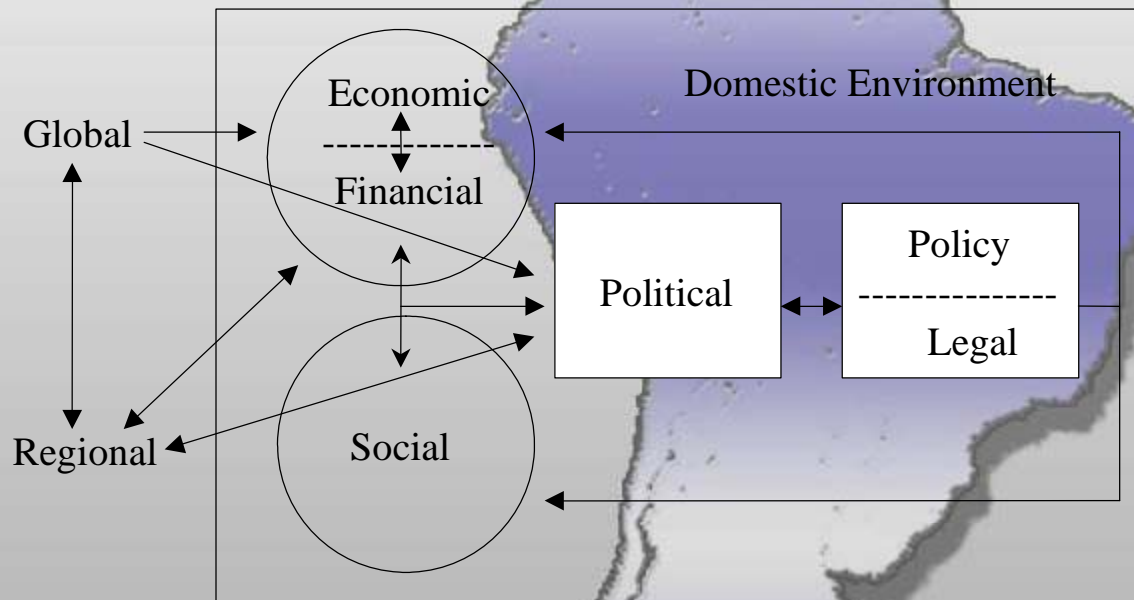 Domestic Environment
Economic
Financial
Global
Regional
Social
Political
Policy
Legal